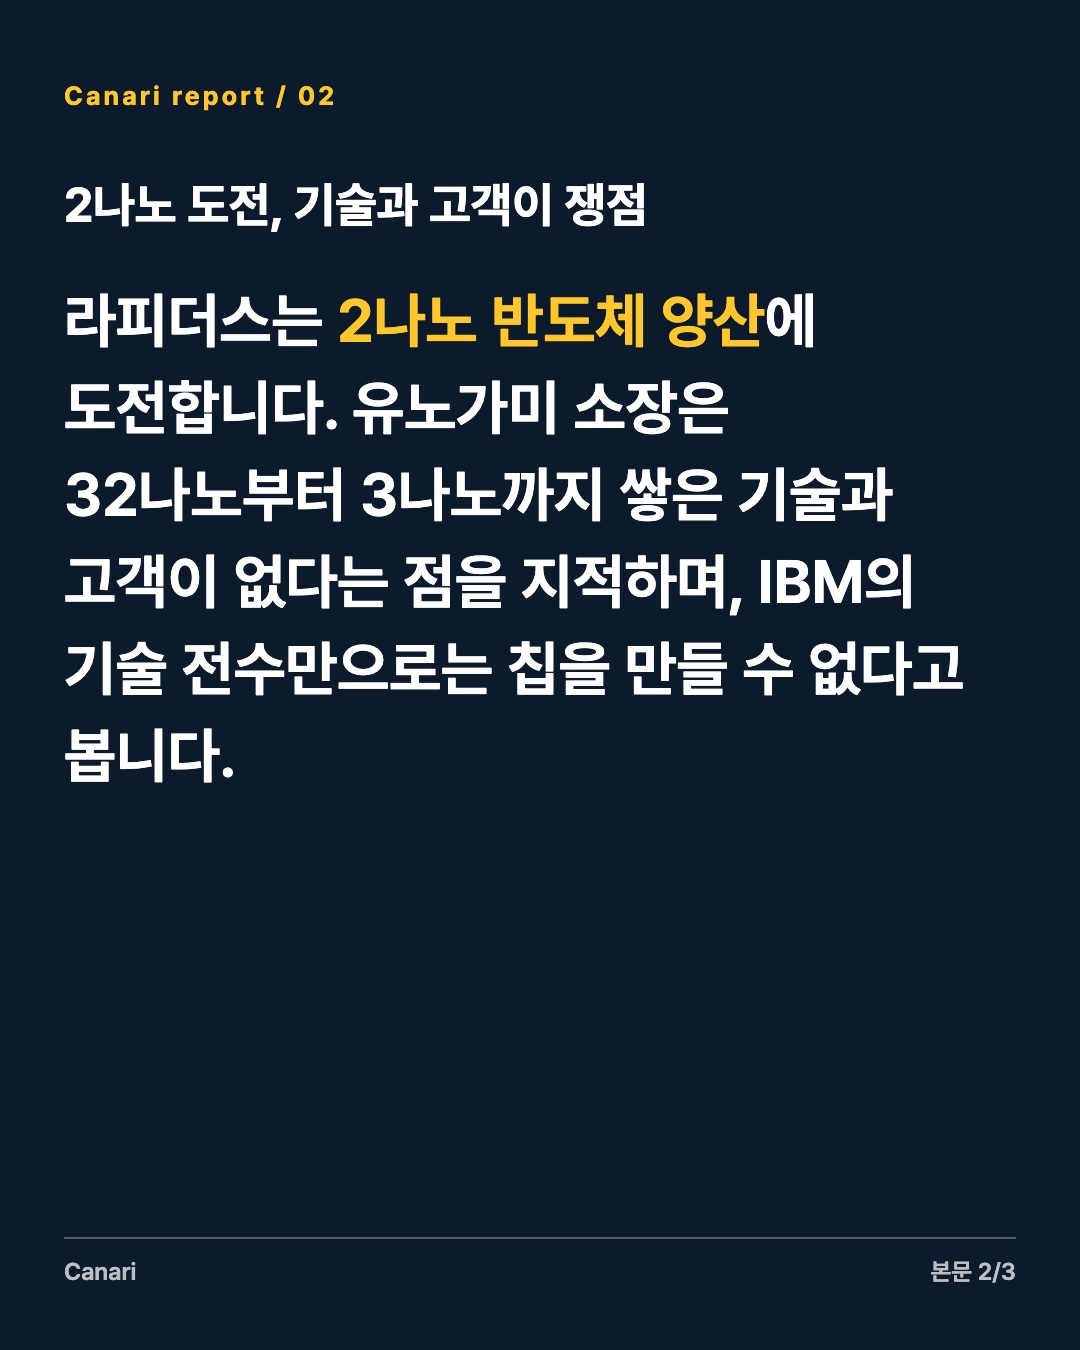 Canari report / 02
2나노 도전, 기술과 고객이 쟁점
라피더스는 2나노 반도체 양산에
도전합니다. 유노가미 소장은
32나노부터 3나노까지 쌓은 기술과
고객이 없다는 점을 지적하며, IBM의
기술 전수만으로는 칩을 만들 수 없다고
봅니다.
Canari
본문 2/3